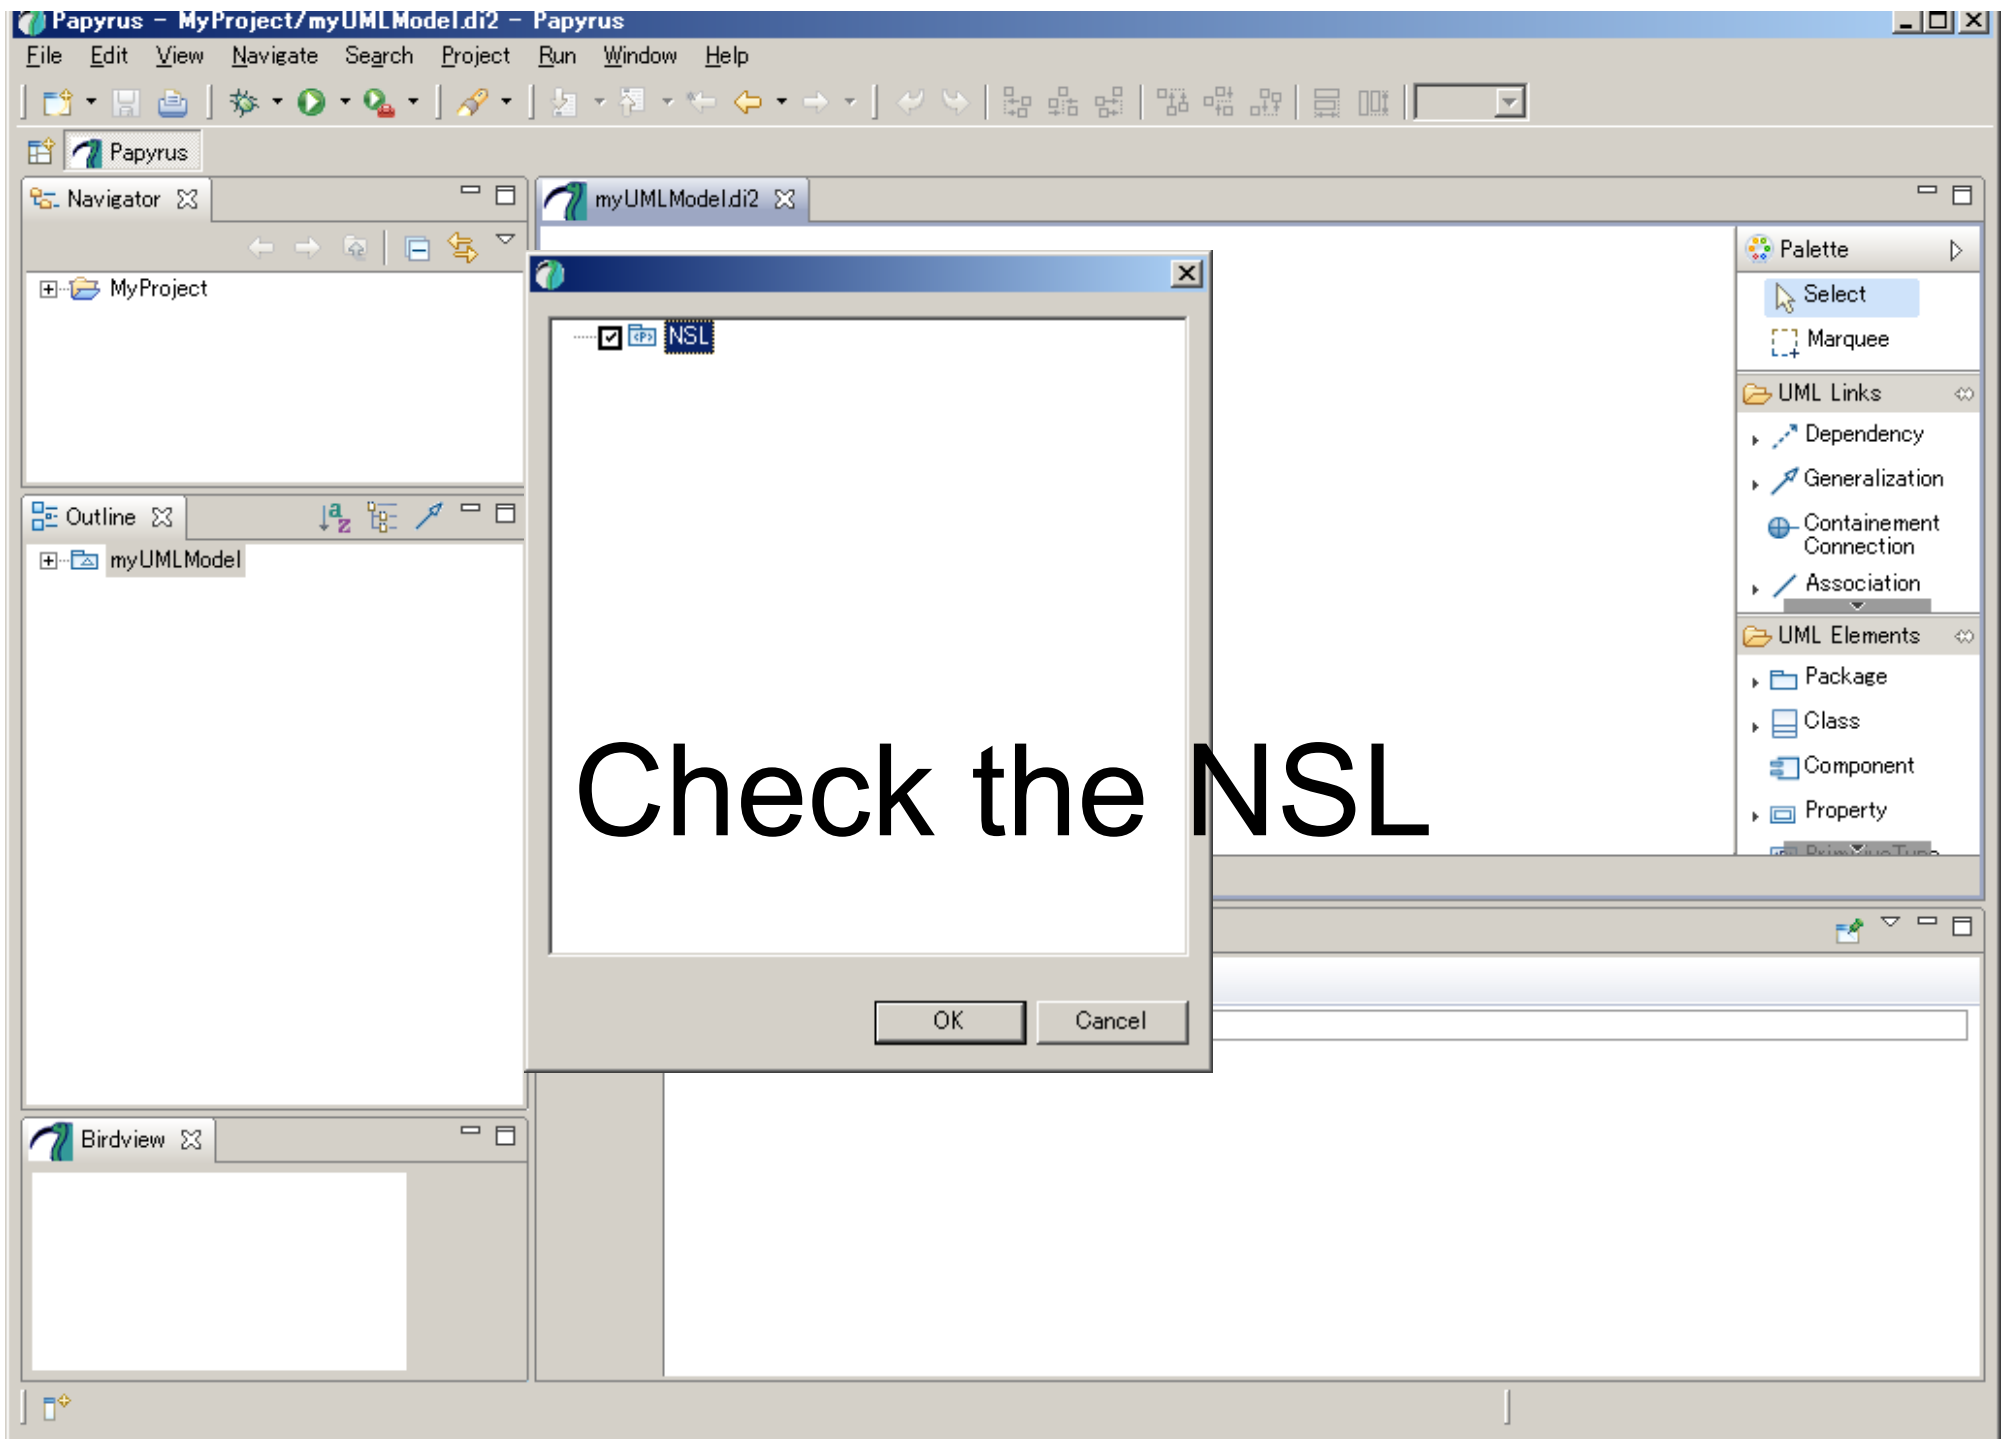 Papyrus - MyProject/myUMLModel.di2 - Papyrus
File Edit View Navigate Search Project Run Window Help
Papyrus
Navigator
MyProject
Outline
myUMLModel
Birdview
myUMLModel.di2
NSL
Check the NSL
OK Cancel
Palette
Select
Marquee
UML Links
Dependency
Generalization
Containement
Connection
Association
UML Elements
Package
Class
Component
Property